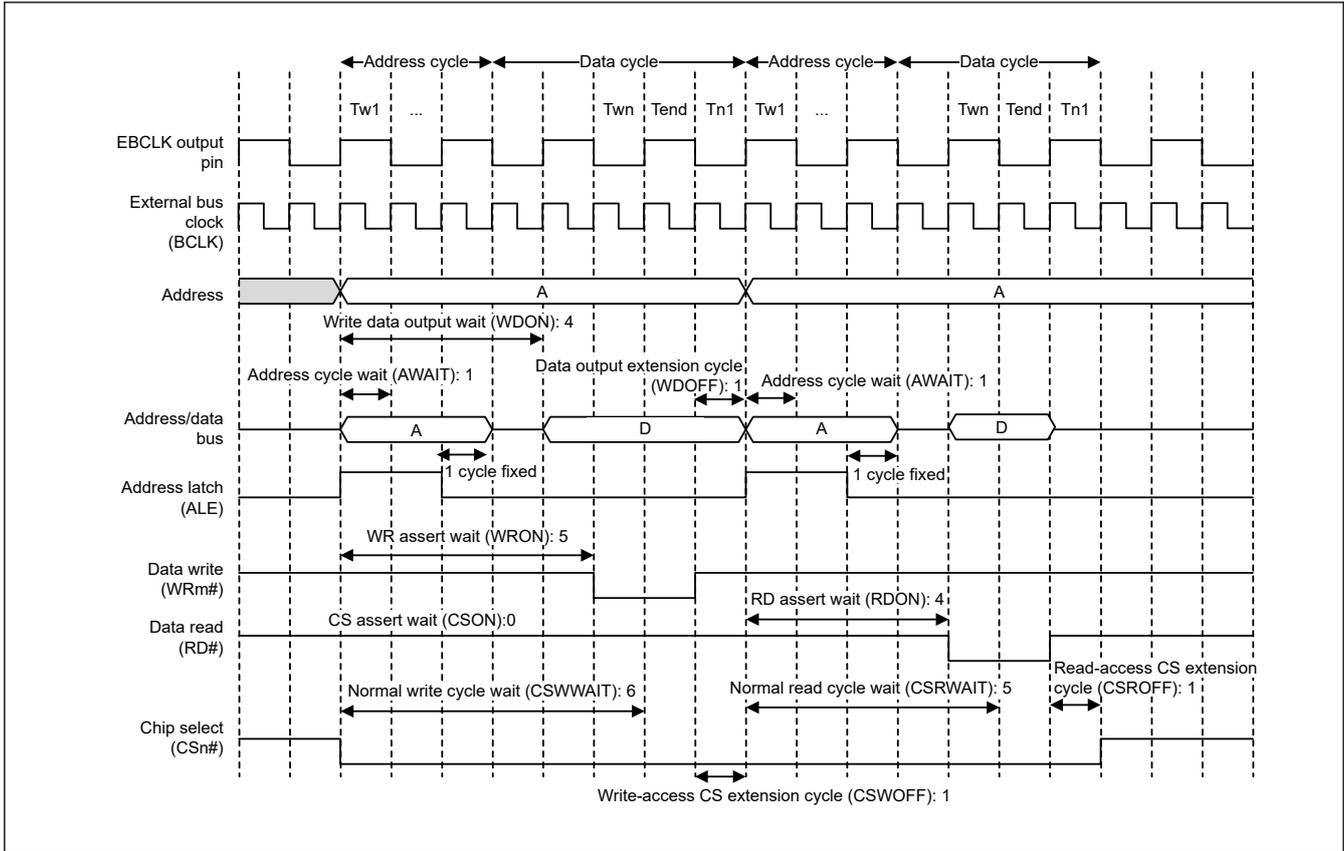 Address cycle Data cycle Address cycle Data cycle
Tw1 ... Twn Tend Tn1 Tw1 ... Twn Tend Tn1
EBCLK output
pin
External bus
clock
(BCLK)
Address A A
Write data output wait (WDON): 4
Address cycle wait (AWAIT): 1
Data output extension cycle
(WDOFF): 1
Address cycle wait (AWAIT): 1
Address/data
bus
A D A D
1 cycle fixed 1 cycle fixed
Address latch
(ALE)
WR assert wait (WRON): 5
Data write
(WRm#)
RD assert wait (RDON): 4
CS assert wait (CSON):0
Data read
(RD#)
Read-access CS extension
cycle (CSROFF): 1
Normal write cycle wait (CSWWAIT): 6
Normal read cycle wait (CSRWAIT): 5
Chip select
(CSn#)
Write-access CS extension cycle (CSWOFF): 1